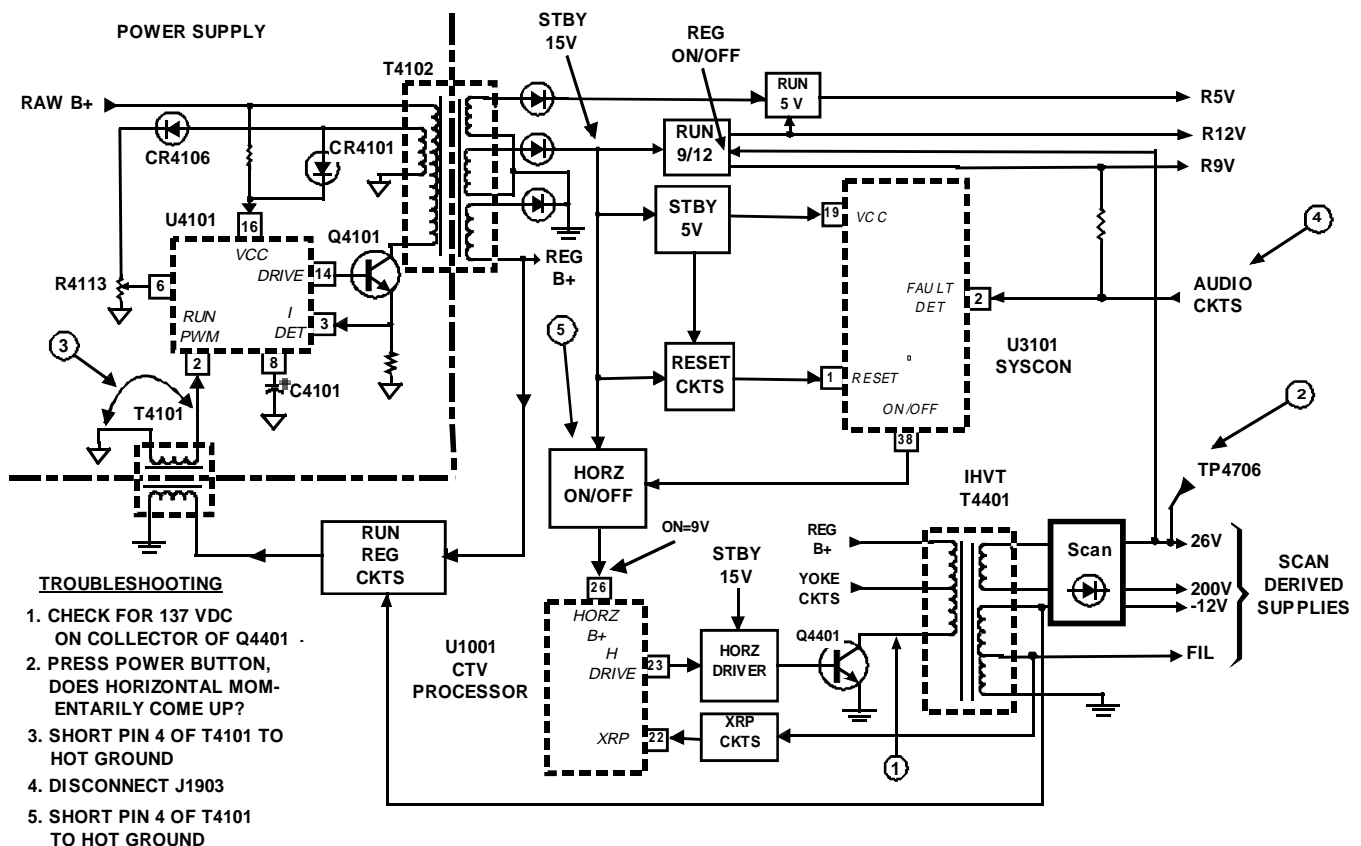 POWER SUPPLY
STBY
15V
REG
ON/OFF
T4102
RUN
5 V
R5V
RAW B+
R12V
RUN
9/12
CR4106
CR4101
R9V
STBY
5V
19
VCC
4
U4101
16
VCC
Q4101
REG
B+
DRIVE
14
R4113
6
FAULT
DET
2
AUDIO
CKTS
I
DET
3
RUN
PWM
5
U3101
SYSCON
3
2
8
RESET
CKTS
1
RESET
C4101
2
T4101
ON/OFF
38
TP4706
HORZ
ON/OFF
IHVT
T4401
ON=9V
RUN
REG
CKTS
STBY
15V
REG
B+
Scan
26V
SCAN
DERIVED
SUPPLIES
YOKE
CKTS
200V
-12V
26
HORZ
B+
H
DRIVE
U1001
CTV
PROCESSOR
23
HORZ
DRIVER
Q4401
FIL
XRP
22
XRP
CKTS
1
TROUBLESHOOTING
1. CHECK FOR 137 VDC
ON COLLECTOR OF Q4401 .
2. PRESS POWER BUTTON,
DOES HORIZONTAL MOM-
ENTARILY COME UP?
3. SHORT PIN 4 OF T4101 TO
HOT GROUND
4. DISCONNECT J1903
5. SHORT PIN 4 OF T4101
TO HOT GROUND